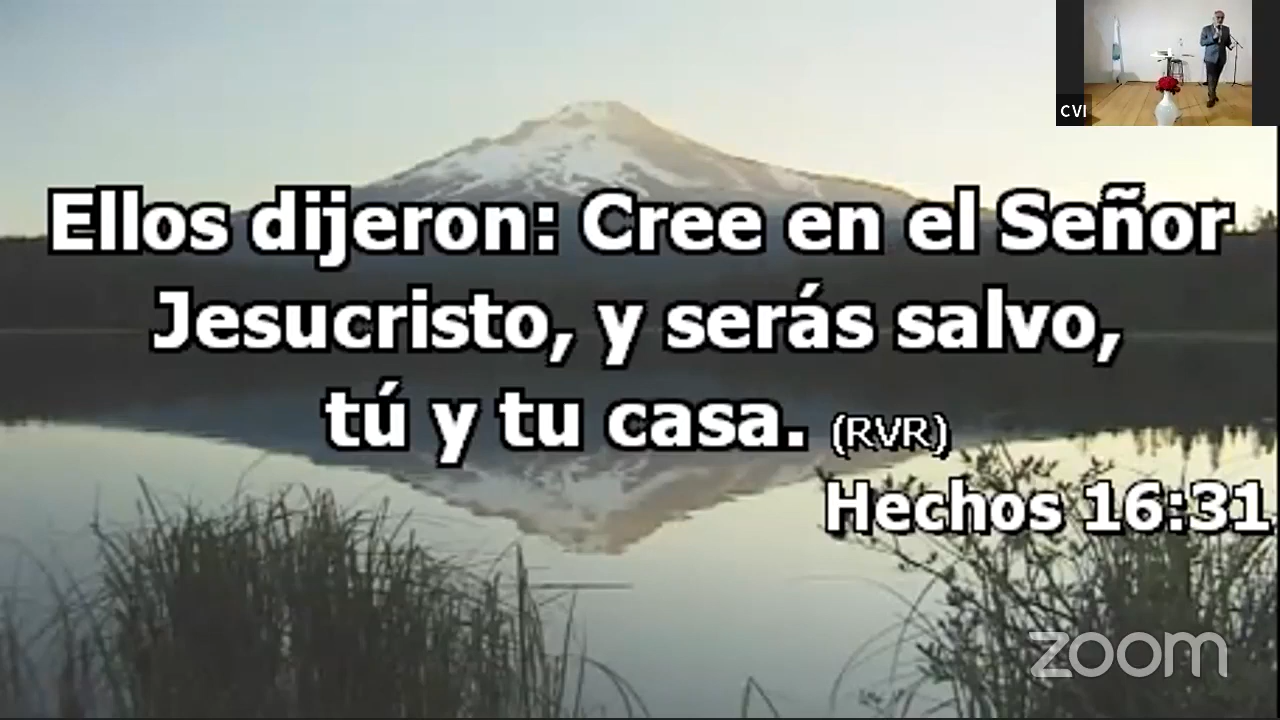 CVI
Ellos dijeron: Cree en el Señor
Jesucristo, y serás salvo,
tú y tu casa. (RVR)
Hechos 16:31
zoom